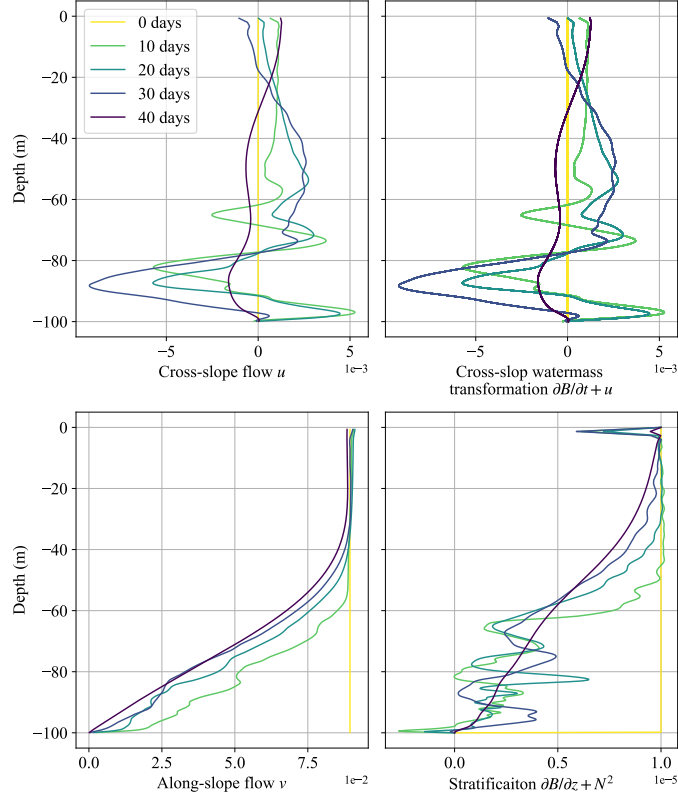 0 days
10 days
20 days
30 days
40 days
Depth (m)
0
−20
−40
−60
−80
−100
−5
0
5
1e−3
Cross-slope flow u
−5
0
5
1e−3
Cross-slop watermass
transformation ∂B/∂t + u
Depth (m)
0
−20
−40
−60
−80
−100
0.0
2.5
5.0
7.5
1e−2
Along-slope flow v
0.0
0.5
1.0
1e−5
Stratificaiton ∂B/∂z + N²